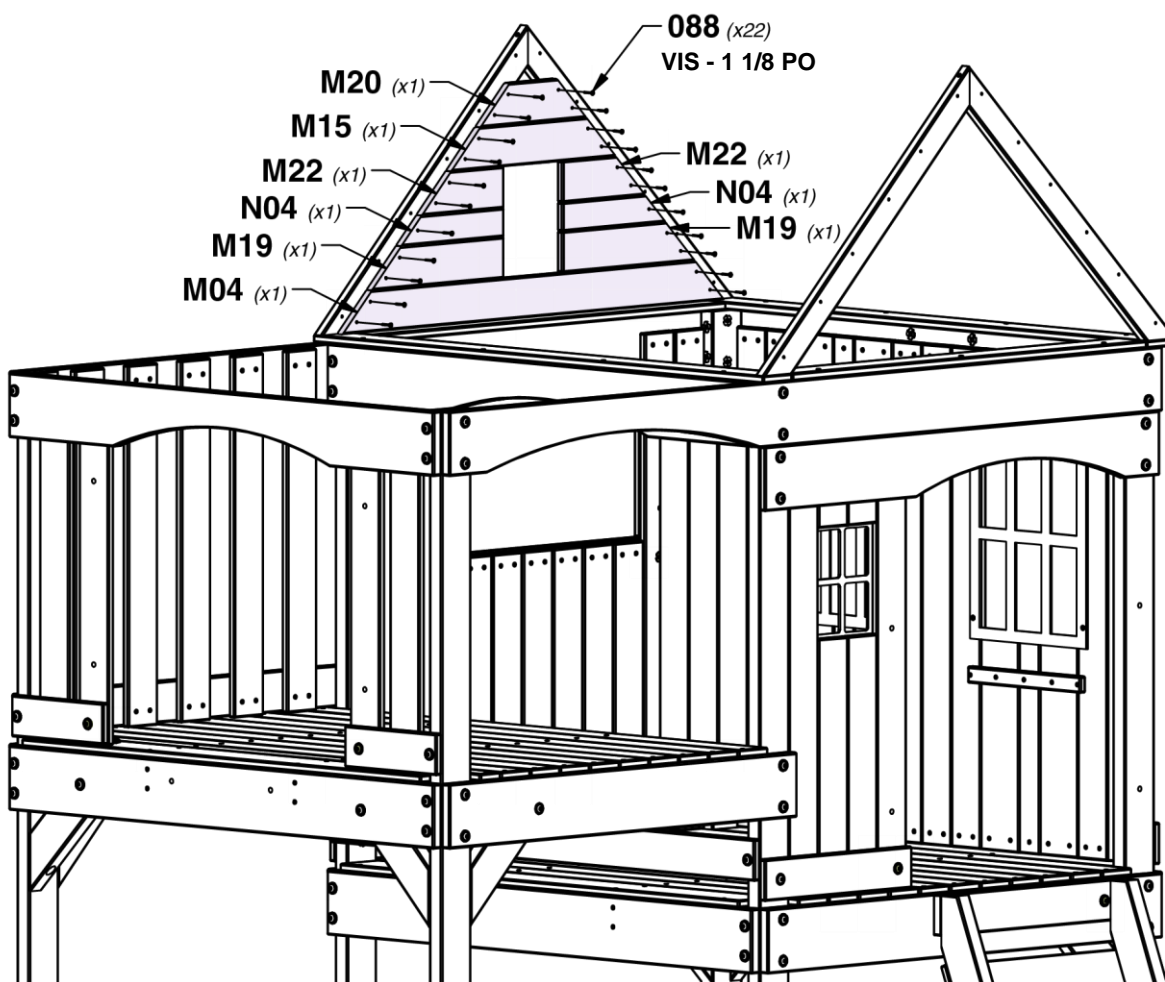 088 (x22)
VIS - 1 1/8 PO
M20 (x1)
M15 (x1)
M22 (x1)
N04 (x1)
M19 (x1)
M04 (x1)
M22 (x1)
N04 (x1)
M19 (x1)